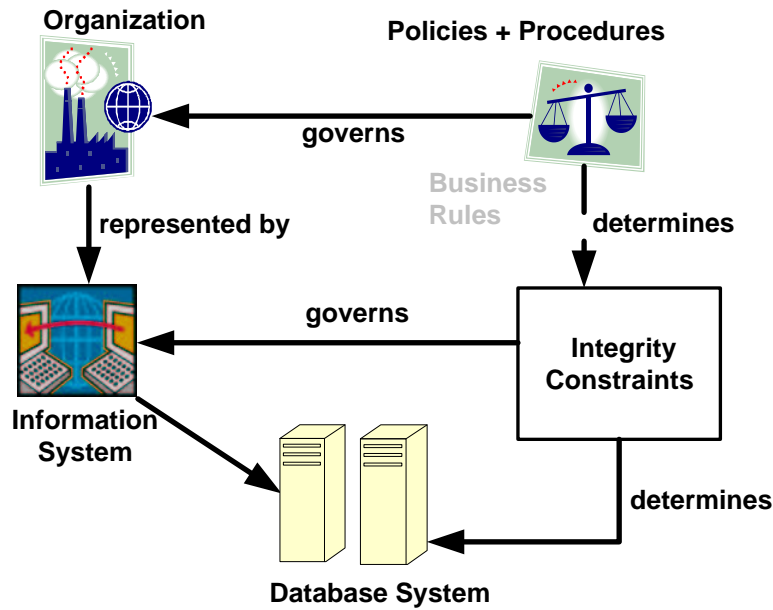 Organization
Policies + Procedures
governs
Business
Rules
represented by
determines
governs
Integrity
Constraints
Information
System
determines
Database System